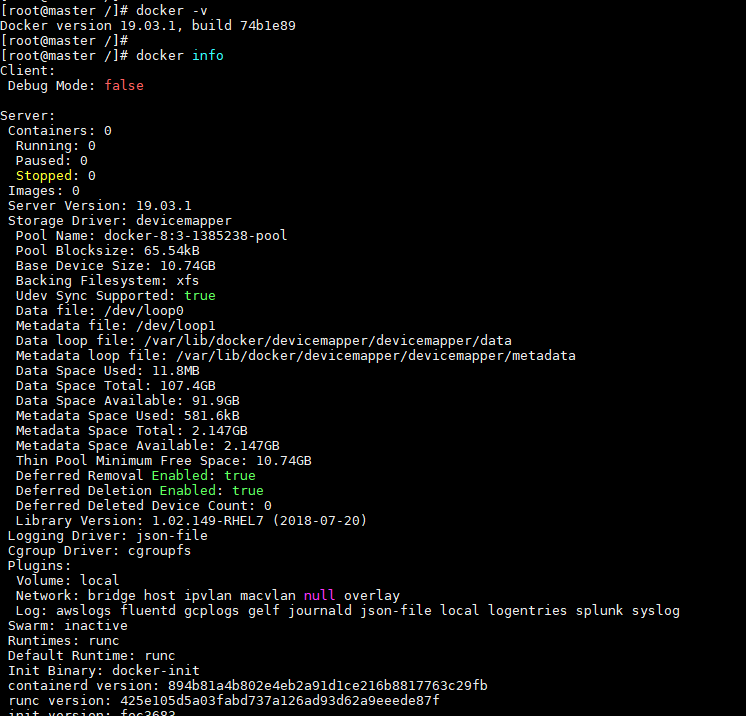 [root@master /]# docker -v
Docker version 19.03.1, build 74b1e89
[root@master /]#
[root@master /]# docker info
Client:
 Debug Mode: false

Server:
 Containers: 0
  Running: 0
  Paused: 0
  Stopped: 0
 Images: 0
 Server Version: 19.03.1
 Storage Driver: devicemapper
  Pool Name: docker-8:3-1385238-pool
  Pool Blocksize: 65.54kB
  Base Device Size: 10.74GB
  Backing Filesystem: xfs
  Udev Sync Supported: true
  Data file: /dev/loop0
  Metadata file: /dev/loop1
  Data loop file: /var/lib/docker/devicemapper/devicemapper/data
  Metadata loop file: /var/lib/docker/devicemapper/devicemapper/metadata
  Data Space Used: 11.8MB
  Data Space Total: 107.4GB
  Data Space Available: 91.9GB
  Metadata Space Used: 581.6kB
  Metadata Space Total: 2.147GB
  Metadata Space Available: 2.147GB
  Thin Pool Minimum Free Space: 10.74GB
  Deferred Removal Enabled: true
  Deferred Deletion Enabled: true
  Deferred Deleted Device Count: 0
  Library Version: 1.02.149-RHEL7 (2018-07-20)
 Logging Driver: json-file
 Cgroup Driver: cgroupfs
 Plugins:
  Volume: local
  Network: bridge host ipvlan macvlan null overlay
  Log: awslogs fluentd gcplogs gelf journald json-file local logentries splunk syslog
 Swarm: inactive
 Runtimes: runc
 Default Runtime: runc
 Init Binary: docker-init
 containerd version: 894b81a4b802e4eb2a91d1ce216b8817763c29fb
 runc version: 425e105d5a03fabd737a126ad93d62a9eeede87f
 init version: fec3683